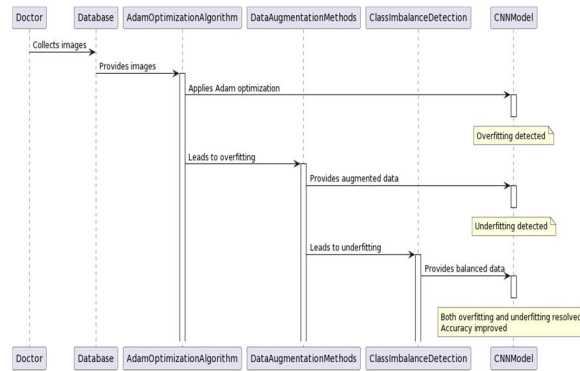 Doctor Database AdamOptimizationAlgorithm DataAugmentationMethods ClassImbalanceDetection CNNModel
Collects images
Provides images
Applies Adam optimization
Overfitting detected
Leads to overfitting
Provides augmented data
Underfitting detected
Leads to underfitting
Provides balanced data
Both overfitting and underfitting resolved
Accuracy improved
Doctor Database AdamOptimizationAlgorithm DataAugmentationMethods ClassImbalanceDetection CNNModel